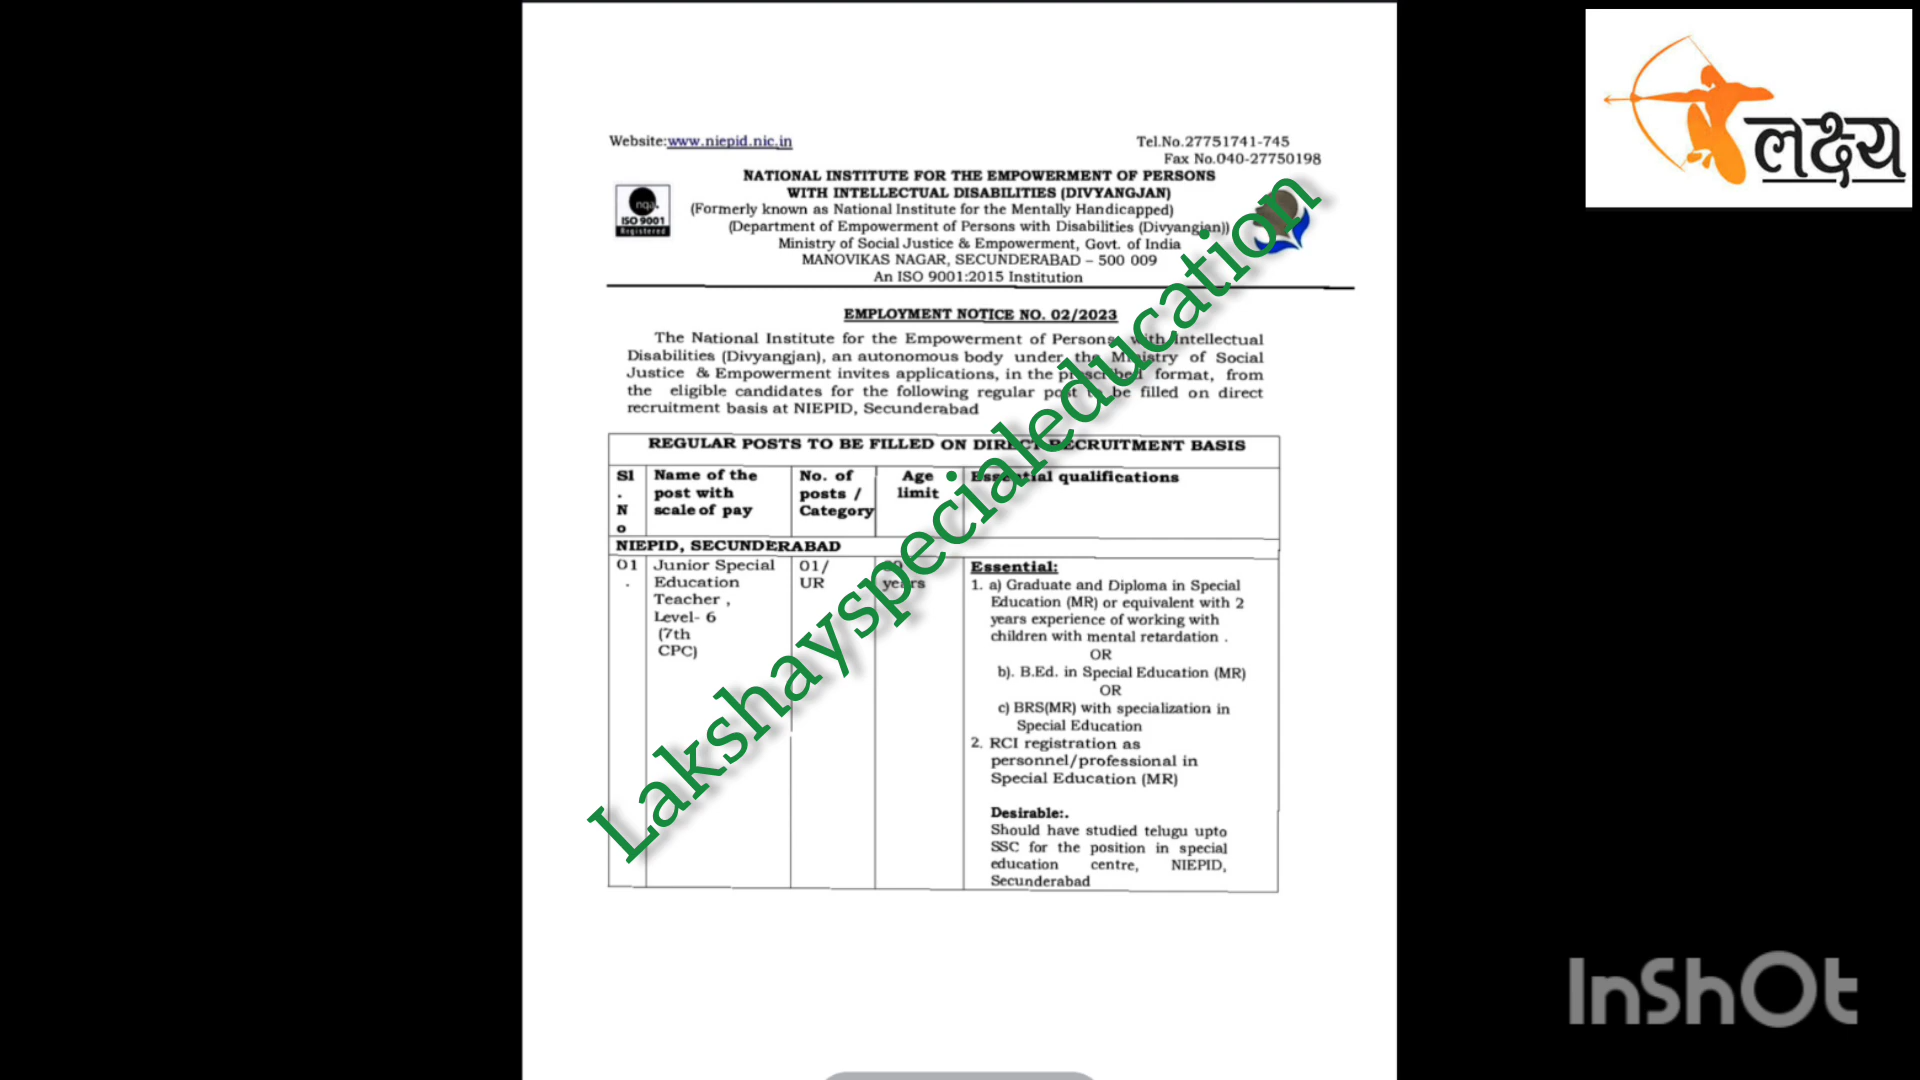 लक्ष्य
Website:www.niepid.nic.in
Tel.No.27751741-745
Fax No.040-27750198
NATIONAL INSTITUTE FOR THE EMPOWERMENT OF PERSONS
WITH INTELLECTUAL DISABILITIES (DIVYANGJAN)
(Formerly known as National Institute for the Mentally Handicapped)
(Department of Empowerment of Persons with Disabilities (Divyangjan))
Ministry of Social Justice & Empowerment, Govt. of India
MANOVIKAS NAGAR, SECUNDERABAD – 500 009
An ISO 9001:2015 Institution
nqa.
ISO 9001
Registered
EMPLOYMENT NOTICE NO. 02/2023
The National Institute for the Empowerment of Persons with Intellectual
Disabilities (Divyangjan), an autonomous body under the Ministry of Social
Justice & Empowerment invites applications, in the prescribed format, from
the eligible candidates for the following regular post to be filled on direct
recruitment basis at NIEPID, Secunderabad
REGULAR POSTS TO BE FILLED ON DIRECT RECRUITMENT BASIS
Sl
.
N
o
Name of the
post with
scale of pay
No. of
posts /
Category
Age
limit
Essential qualifications
NIEPID, SECUNDERABAD
01
.
Junior Special
Education
Teacher ,
Level- 6
(7th
CPC)
01/
UR
years
Essential:
1. a) Graduate and Diploma in Special
Education (MR) or equivalent with 2
years experience of working with
children with mental retardation .
OR
b). B.Ed. in Special Education (MR)
OR
c) BRS(MR) with specialization in
Special Education
2. RCI registration as
personnel/professional in
Special Education (MR)
Desirable:.
Should have studied telugu upto
SSC for the position in special
education centre, NIEPID,
Secunderabad
Lakshayspecialeducation
InShOt